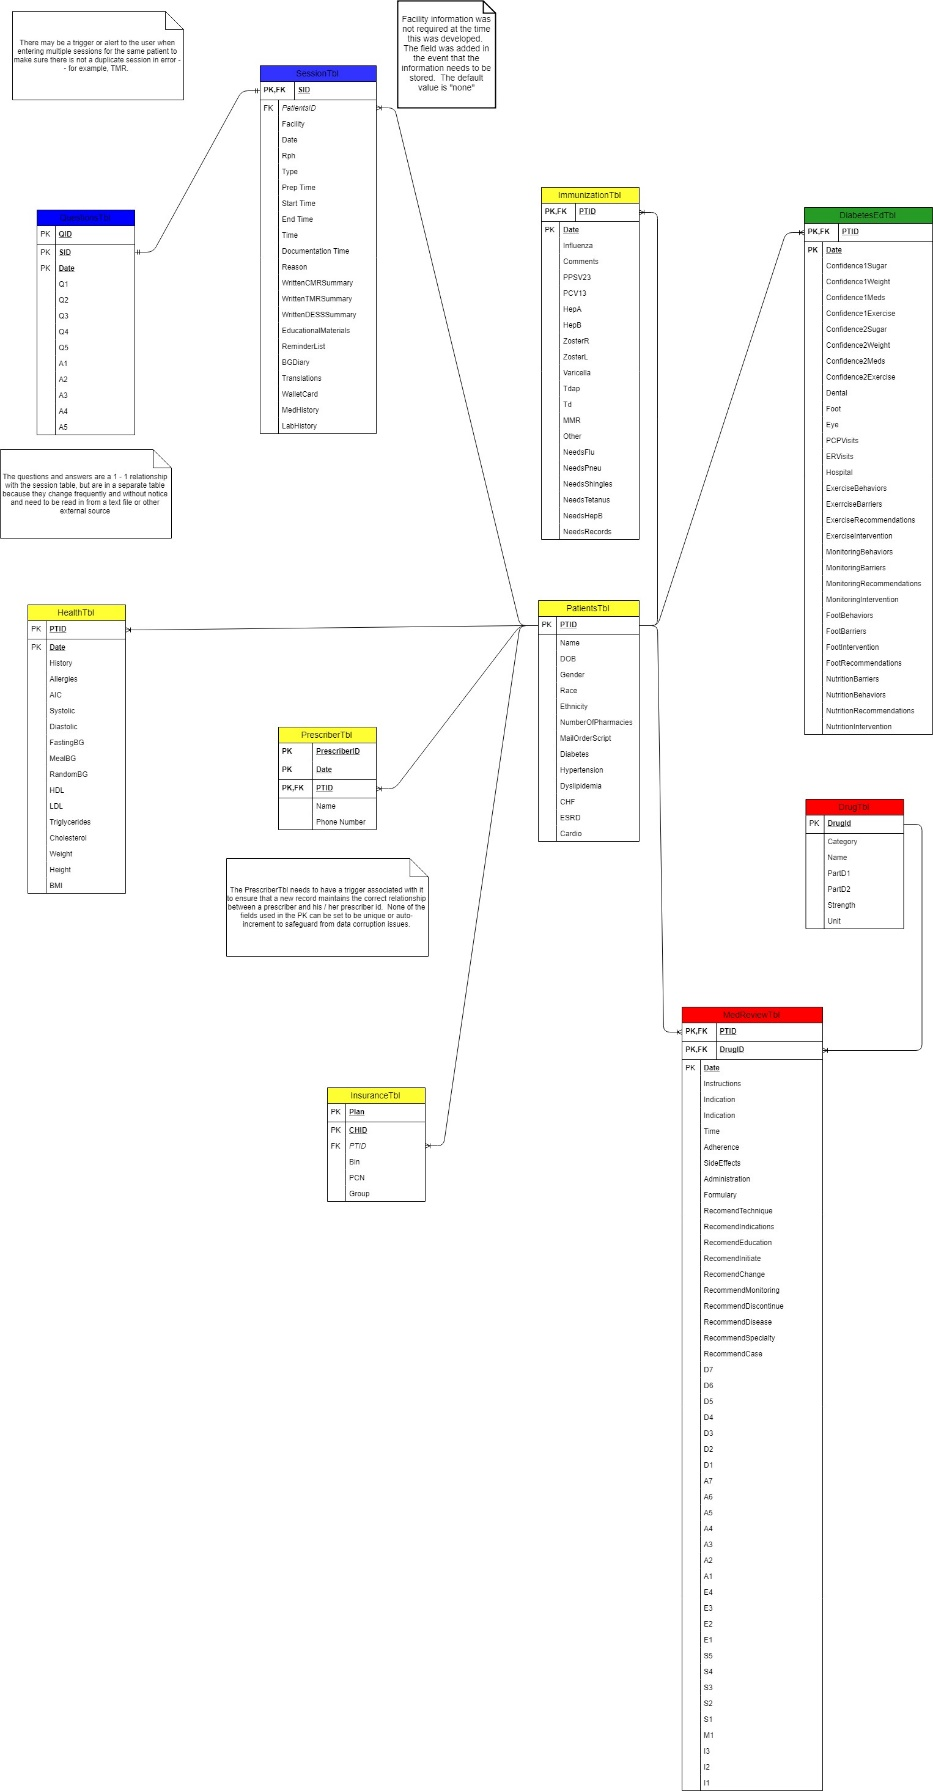 There may be a trigger or alert to the user when
entering multiple sessions for the same patient to
make sure there is not a duplicate session in error -
- for example, TMR.
Facility information was
not required at the time
this was developed.
The field was added in
the event that the
information needs to be
stored. The default
value is "none"
SessionTbl
PK,FK SID
FK PatientsID
Facility
Date
Rph
Type
Prep Time
Start Time
End Time
Time
Documentation Time
Reason
WrittenCMRSummary
WrittenTMRSummary
WrittenDESSSummary
EducationalMaterials
ReminderList
BGDiary
Translations
WalletCard
MedHistory
LabHistory
QuestionsTbl
PK QID
PK SID
PK Date
Q1
Q2
Q3
Q4
Q5
A1
A2
A3
A4
A5
The questions and answers are a 1 - 1 relationship
with the session table, but are in a separate table
because they change frequently and without notice
and need to be read in from a text file or other
external source
ImmunizationTbl
PK,FK PTID
PK Date
Influenza
Comments
PPSV23
PCV13
HepA
HepB
ZosterR
ZosterL
Varicella
Tdap
Td
MMR
Other
NeedsFlu
NeedsPneu
NeedsShingles
NeedsTetanus
NeedsHepB
NeedsRecords
DiabetesEdTbl
PK,FK PTID
PK Date
Confidence1Sugar
Confidence1Weight
Confidence1Meds
Confidence1Exercise
Confidence2Sugar
Confidence2Weight
Confidence2Meds
Confidence2Exercise
Dental
Foot
Eye
PCPVisits
ERVisits
Hospital
ExerciseBehaviors
ExerrciseBarriers
ExerciseRecommendations
ExerciseIntervention
MonitoringBehaviors
MonitoringBarriers
MonitoringRecommendations
MonitoringIntervention
FootBehaviors
FootBarriers
FootIntervention
FootRecommendations
NutritionBarriers
NutritionBehaviors
NutritionRecommendations
NutritionIntervention
HealthTbl
PK PTID
PK Date
History
Allergies
AIC
Systolic
Diastolic
FastingBG
MealBG
RandomBG
HDL
LDL
Triglycerides
Cholesterol
Weight
Height
BMI
PatientsTbl
PK PTID
Name
DOB
Gender
Race
Ethnicity
NumberOfPharmacies
MailOrderScript
Diabetes
Hypertension
Dyslipidemia
CHF
ESRD
Cardio
PrescriberTbl
PK PrescriberID
PK Date
PK,FK PTID
Name
Phone Number
The PrescriberTbl needs to have a trigger associated with it
to ensure that a new record maintains the correct relationship
between a prescriber and his / her prescriber id. None of the
fields used in the PK can be set to be unique or auto-
increment to safeguard from data corruption issues.
DrugTbl
PK DrugId
Category
Name
PartD1
PartD2
Strength
Unit
InsuranceTbl
PK Plan
PK CHID
FK PTID
Bin
PCN
Group
MedReviewTbl
PK,FK PTID
PK,FK DrugID
PK Date
Instructions
Indication
Indication
Time
Adherence
SideEffects
Administration
Formulary
RecomendTechnique
RecomendIndications
RecomendEducation
RecomendInitiate
RecomendChange
RecommendMonitoring
RecommendDiscontinue
RecommendDisease
RecommendSpecialty
RecommendCase
D7
D6
D5
D4
D3
D2
D1
A7
A6
A5
A4
A3
A2
A1
E4
E3
E2
E1
S5
S4
S3
S2
S1
M1
I3
I2
I1